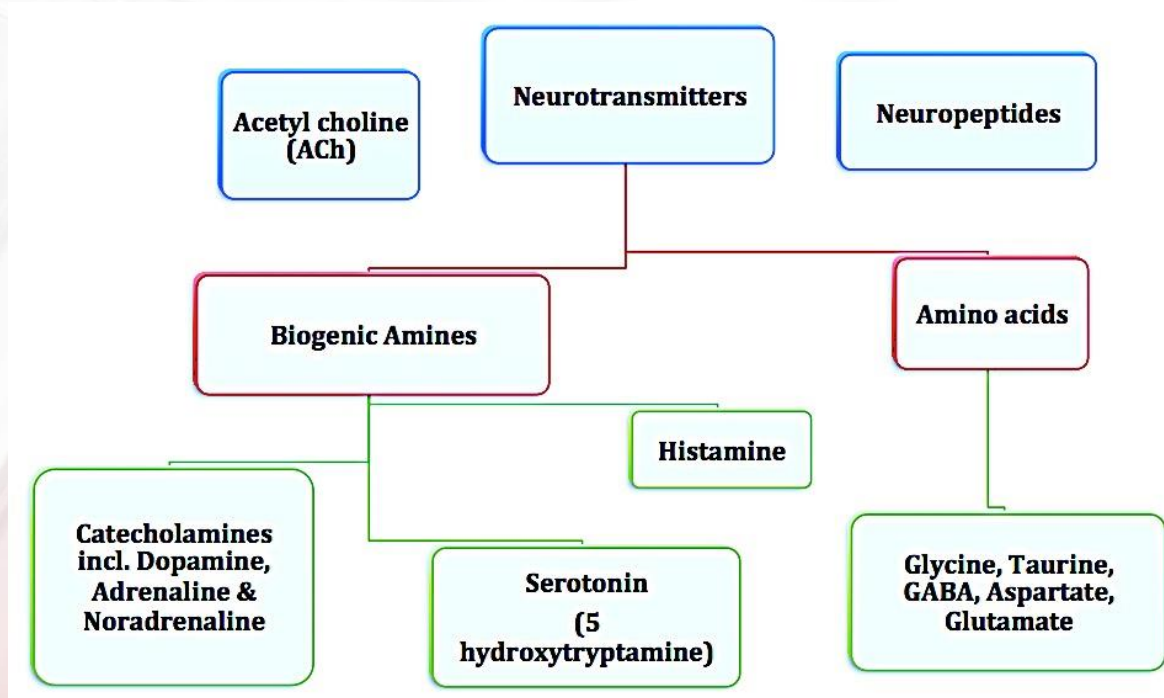 Acetyl choline
(ACh)
Neurotransmitters
Neuropeptides
Biogenic Amines
Amino acids
Histamine
Catecholamines
incl. Dopamine,
Adrenaline &
Noradrenaline
Serotonin
(5
hydroxytryptamine)
Glycine, Taurine,
GABA, Aspartate,
Glutamate